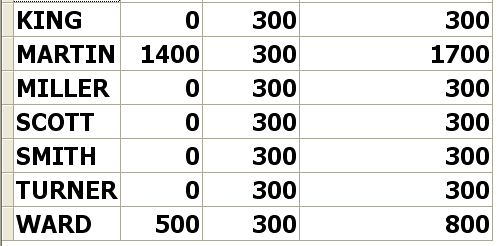 KING 0 300 300
MARTIN 1400 300 1700
MILLER 0 300 300
SCOTT 0 300 300
SMITH 0 300 300
TURNER 0 300 300
WARD 500 300 800